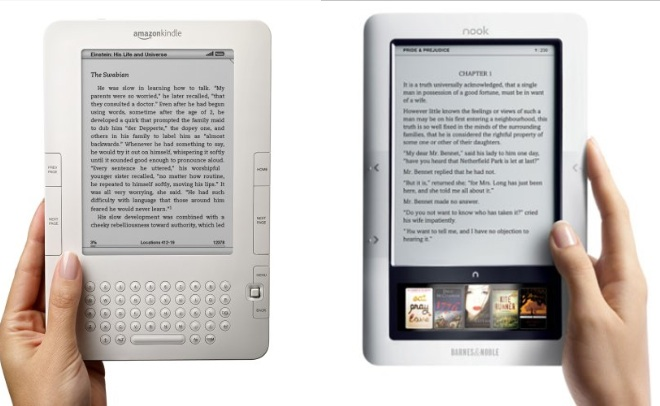 amazonkindle
Einstein: His Life and Universe
The Swabian
He was slow in learning how to talk. "My
parents were so worried," he later recalled, "that
they consulted a doctor." Even after he had begun
using words, sometime after the age of 2, he
developed a quirk that prompted the family maid
to dub him "der Depperte," the dopey one, and
others in his family to label him as "almost
backwards." Whenever he had something to say,
he would try it out on himself, whispering it softly
until it sounded good enough to pronounce aloud.
"Every sentence he uttered," his worshipful
younger sister recalled, "no matter how routine,
he repeated to himself softly, moving his lips." It
was all very worrying, she said. "He had such
difficulty with language that those around him
feared he would never learn."
His slow development was combined with a
cheeky rebelliousness toward authority, which led
Locations
PREV
PAGE
NEXT
PAGE
HOME
NEXT
PAGE
MENU
BACK
nook
PRIDE & PREJUDICE
CHAPTER 1
It is a truth universally acknowledged, that a single
man in possession of a good fortune, must be in want
of a wife.
However little known the feelings or views of such a
man may be on his first entering a neighbourhood, this
truth is so well fixed in the minds of the surrounding
families, that he is considered the rightful property of
some one or other of their daughters.
"My dear Mr. Bennet," said his lady to him one day,
"have you heard that Netherfield Park is let at last?"
Mr. Bennet replied that he had not.
"But it is," returned she; "for Mrs. Long has just been
here, and she told me all about it."
Mr. Bennet made no answer.
"Do you not want to know who has taken it?" cried
his wife impatiently.
"You want to tell me, and I have no objection to
hearing it."
eat
pray
love
KITE
RUNNER
BARNES & NOBLE